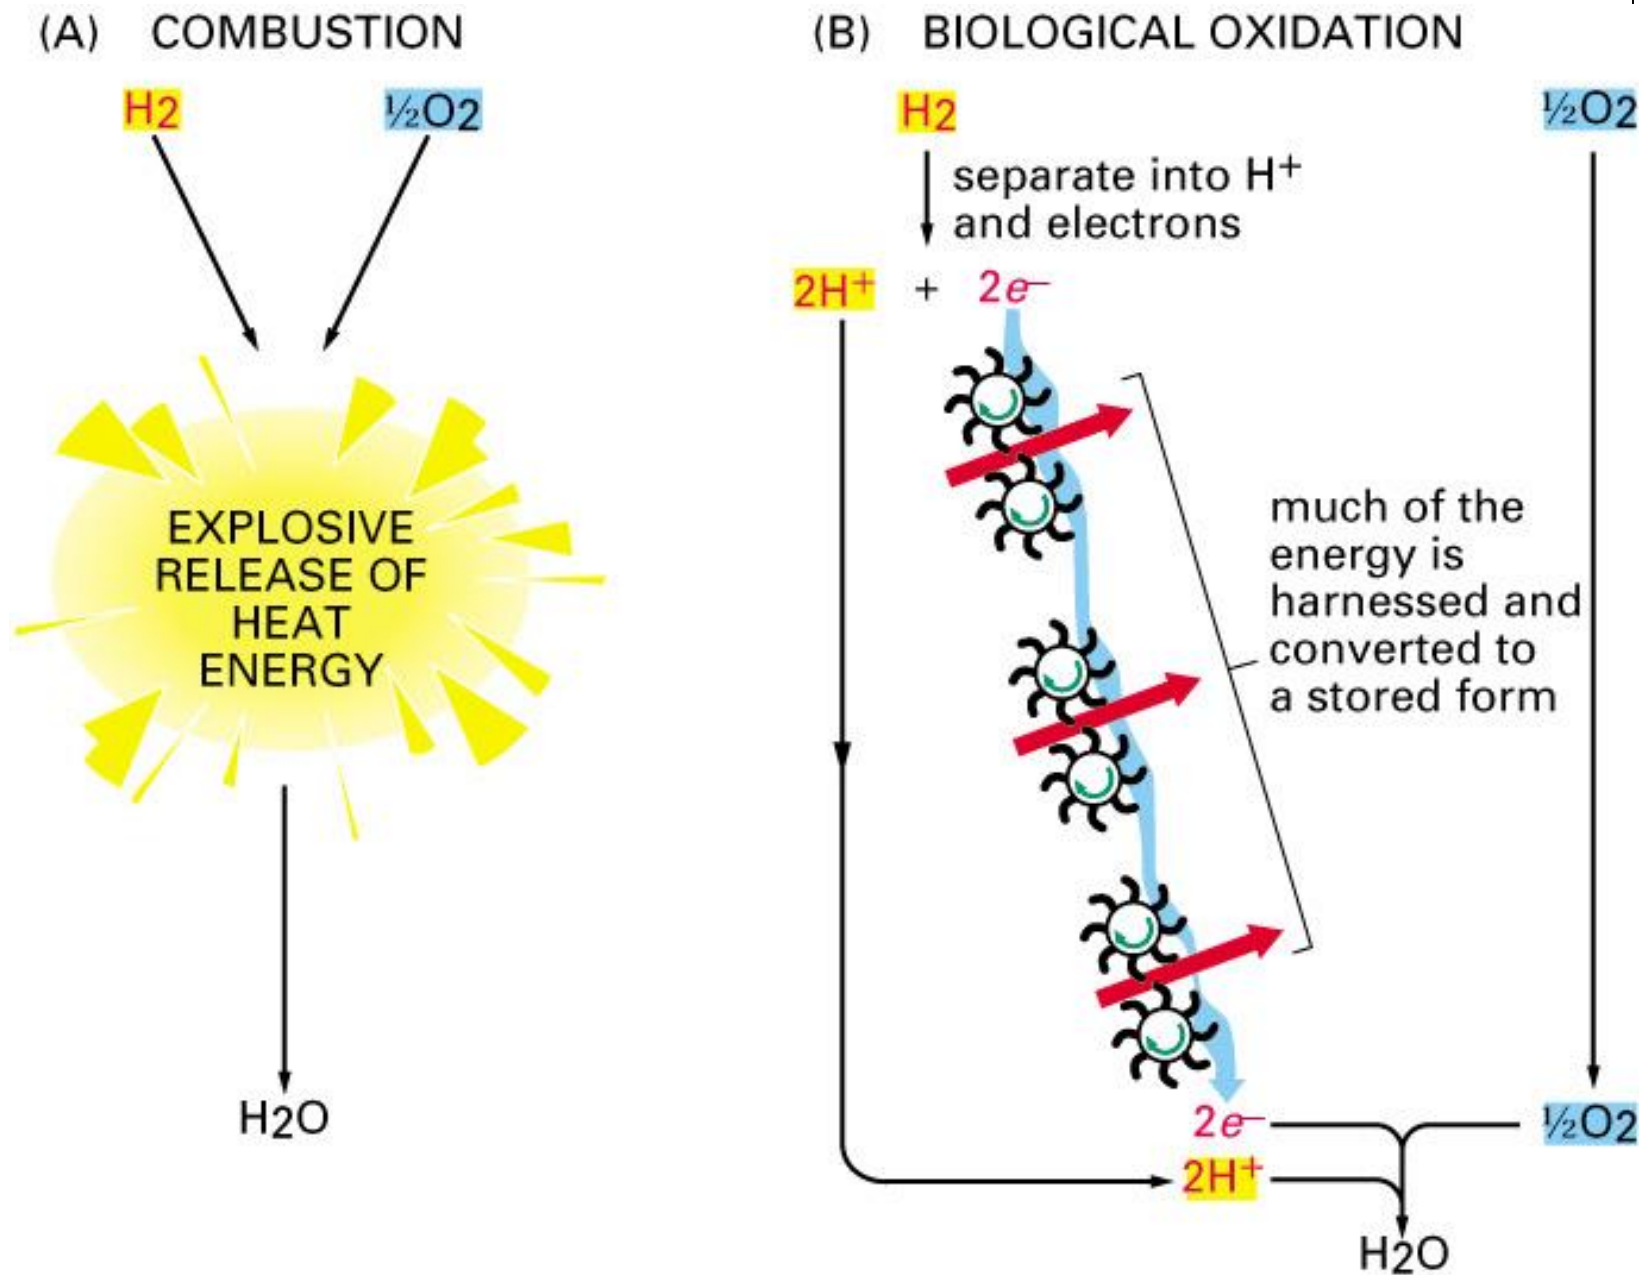 (A) COMBUSTION
H2 ½O2
EXPLOSIVE
RELEASE OF
HEAT
ENERGY
H2O
(B) BIOLOGICAL OXIDATION
H2 ½O2
separate into H+
and electrons
2H+ + 2e–
much of the
energy is
harnessed and
converted to
a stored form
2e– ½O2
2H+
H2O